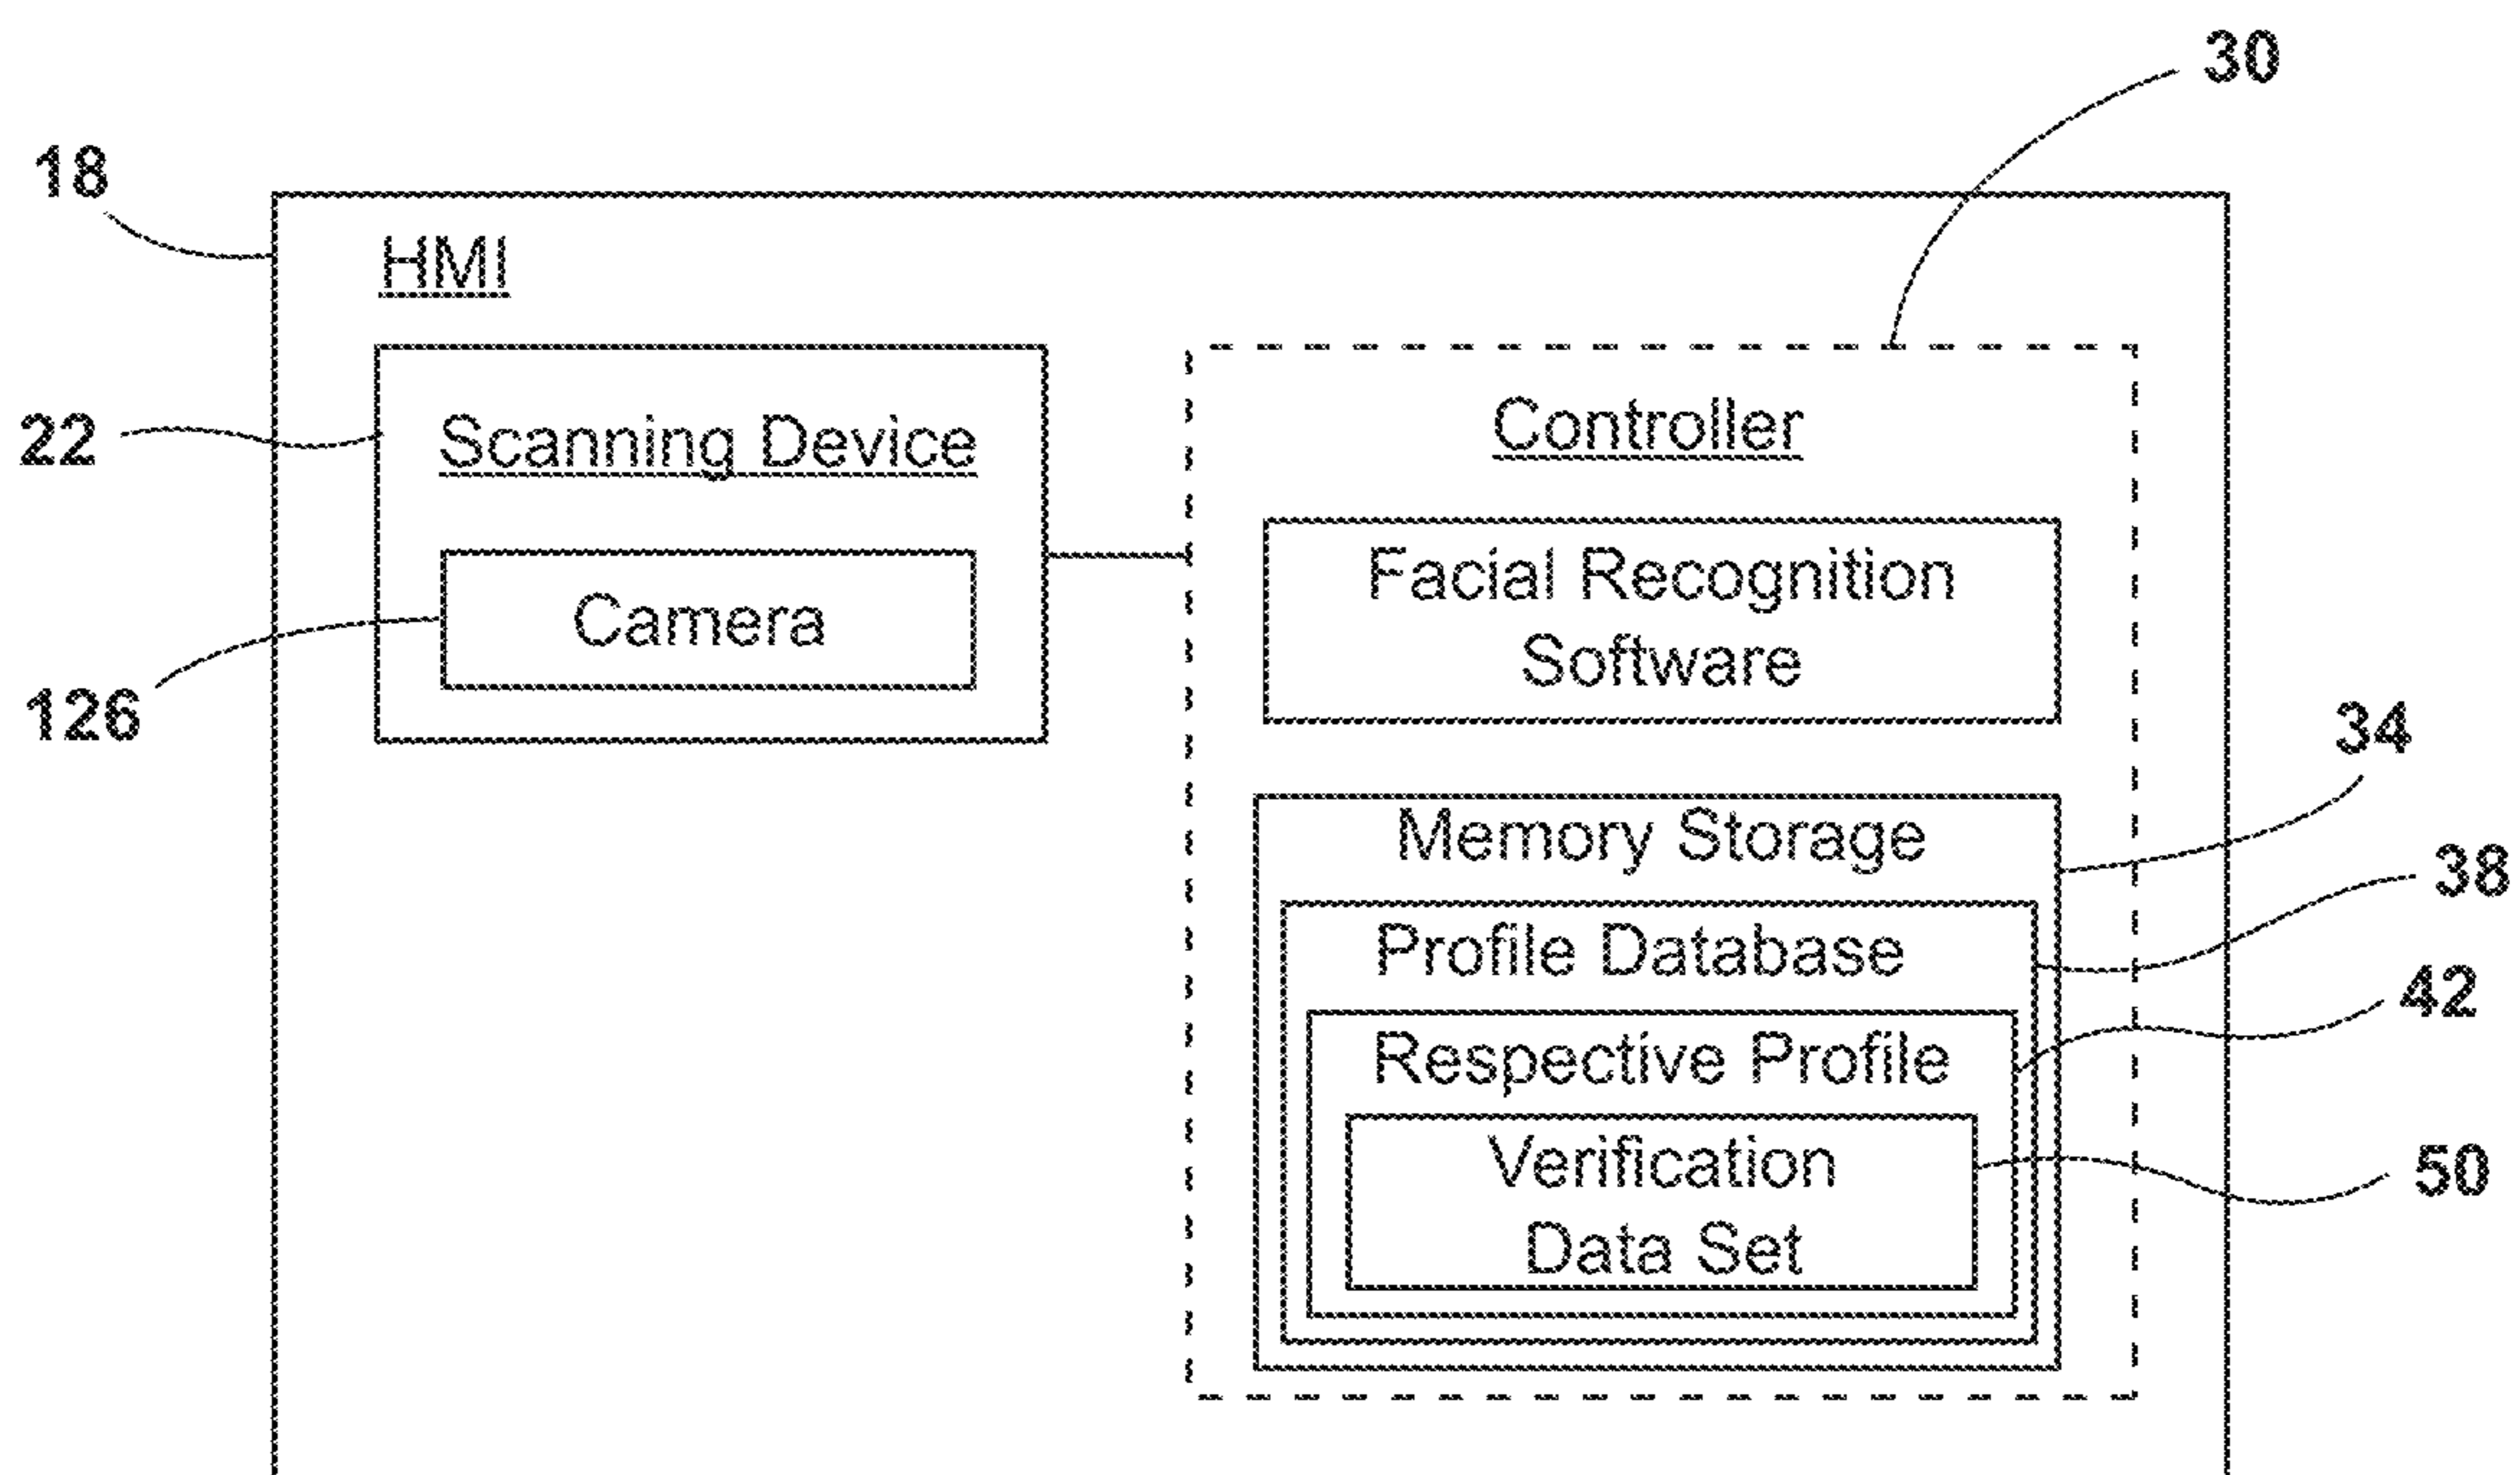 30
18
HMI
22
Scanning Device
Controller
Camera
Facial Recognition
Software
126
34
Memory Storage
38
Profile Database
42
Respective Profile
Verification
50
Data Set